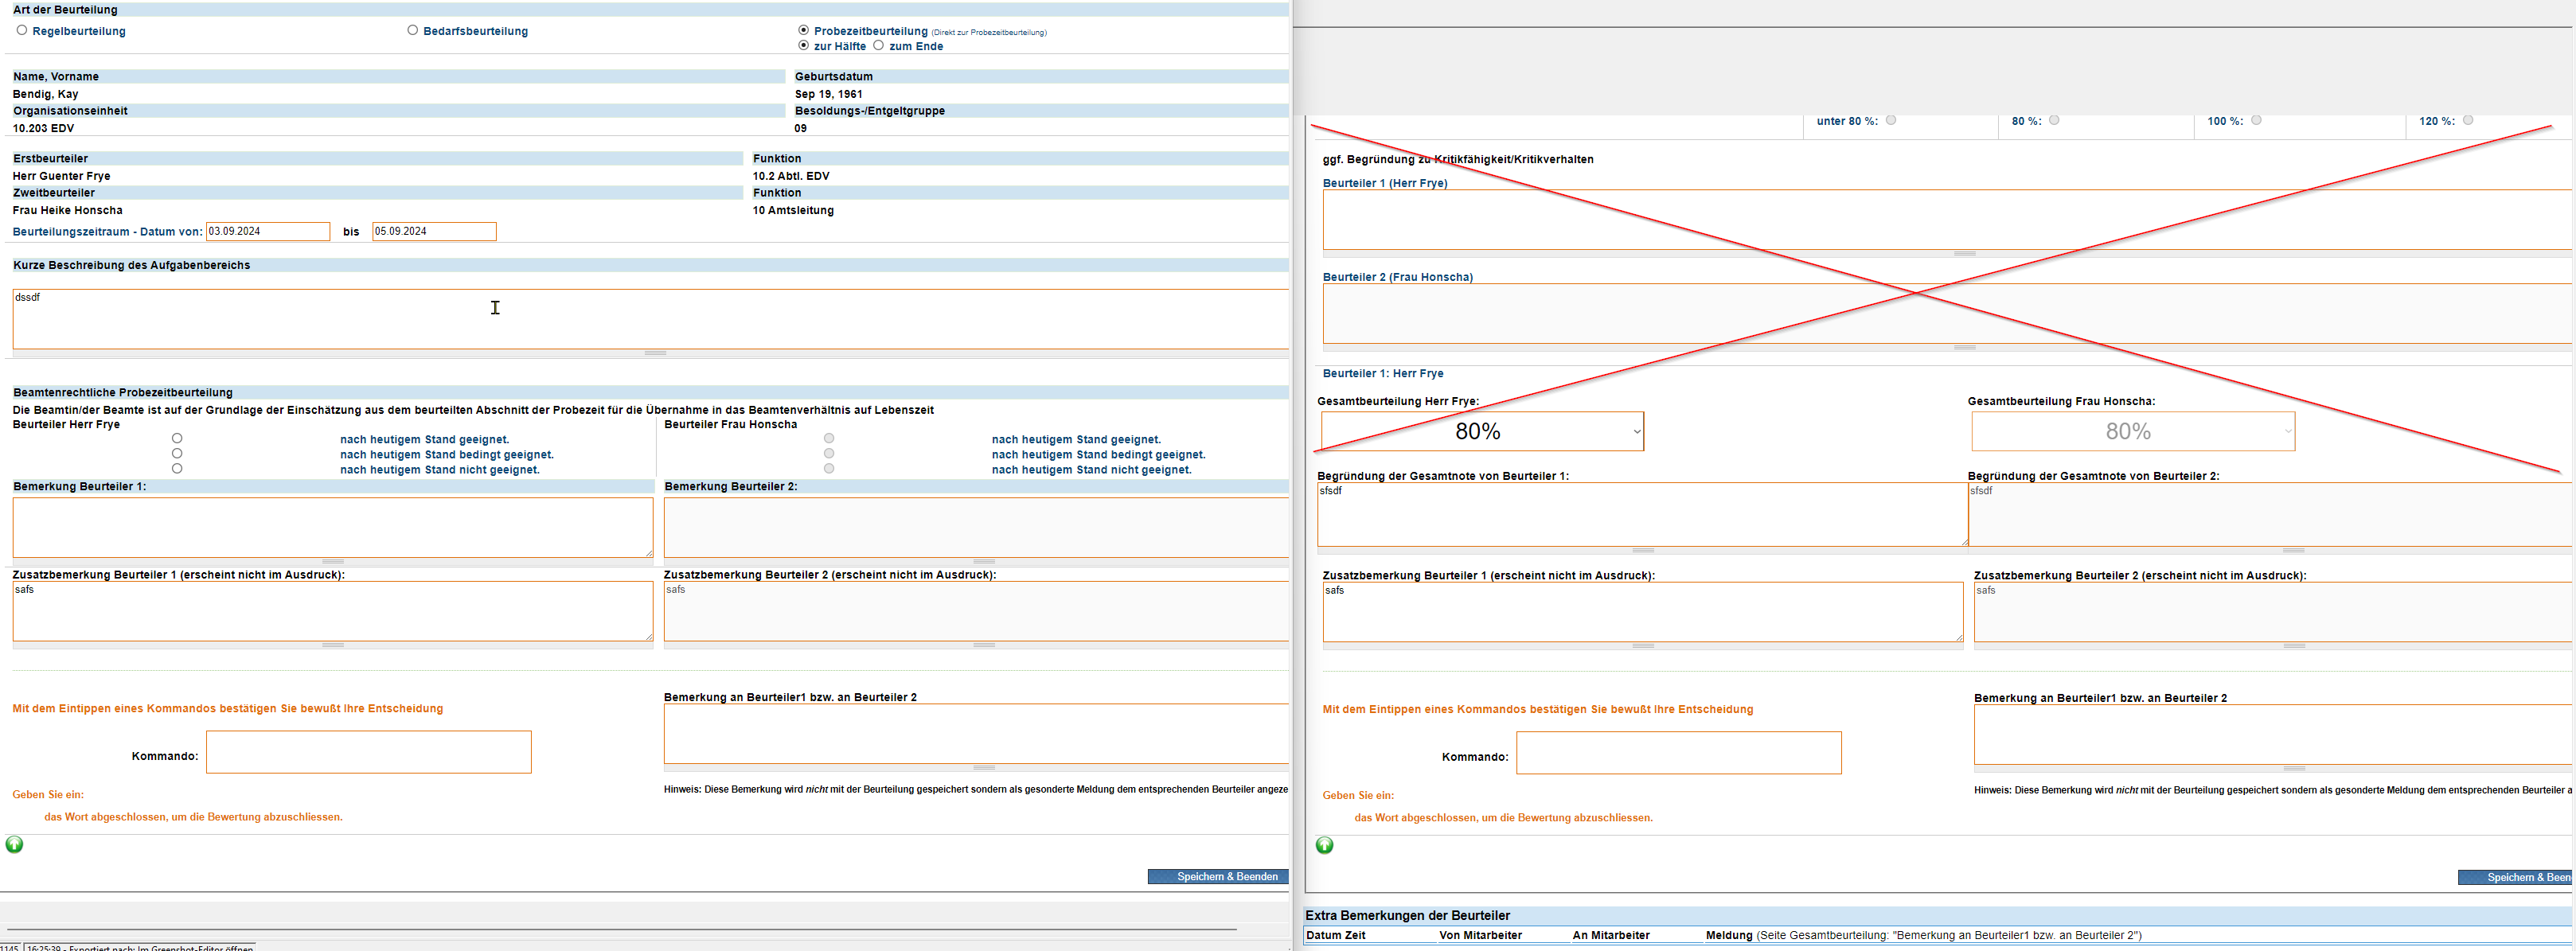 Art der Beurteilung
Regelbeurteilung Bedarfsbeurteilung Probezeitbeurteilung (Direkt zur Probezeitbeurteilung)
zur Hälfte zum Ende
Name, Vorname Geburtsdatum
Bendig, Kay Sep 19, 1961
Organisationseinheit Besoldungs-/Entgeltgruppe
10.203 EDV 09
Erstbeurteiler Funktion
Herr Guenter Frye 10.2 Abtl. EDV
Zweitbeurteiler Funktion
Frau Heike Honscha 10 Amtsleitung
Beurteilungszeitraum - Datum von: 03.09.2024 bis 05.09.2024
Kurze Beschreibung des Aufgabenbereichs
dssdf
Beamtenrechtliche Probezeitbeurteilung
Die Beamtin/der Beamte ist auf der Grundlage der Einschätzung aus dem beurteilten Abschnitt der Probezeit für die Übernahme in das Beamtenverhältnis auf Lebenszeit
Beurteiler Herr Frye Beurteiler Frau Honscha
nach heutigem Stand geeignet. nach heutigem Stand geeignet.
nach heutigem Stand bedingt geeignet. nach heutigem Stand bedingt geeignet.
nach heutigem Stand nicht geeignet. nach heutigem Stand nicht geeignet.
Bemerkung Beurteiler 1: Bemerkung Beurteiler 2:
Zusatzbemerkung Beurteiler 1 (erscheint nicht im Ausdruck): Zusatzbemerkung Beurteiler 2 (erscheint nicht im Ausdruck):
safs safs
Bemerkung an Beurteiler1 bzw. an Beurteiler 2
Mit dem Eintippen eines Kommandos bestätigen Sie bewußt Ihre Entscheidung
Kommando:
Hinweis: Diese Bemerkung wird nicht mit der Beurteilung gespeichert sondern als gesonderte Meldung dem entsprechenden Beurteiler angeze
Geben Sie ein:
das Wort abgeschlossen, um die Bewertung abzuschliessen.
Speichern & Beenden
1145 16:25:39 - Exportiert nach: Im Greenshot-Editor öffnen
unter 80 %: 80 %: 100 %: 120 %:
ggf. Begründung zu Kritikfähigkeit/Kritikverhalten
Beurteiler 1 (Herr Frye)
Beurteiler 2 (Frau Honscha)
Beurteiler 1: Herr Frye
Gesamtbeurteilung Herr Frye: Gesamtbeurteilung Frau Honscha:
80% 80%
Begründung der Gesamtnote von Beurteiler 1: Begründung der Gesamtnote von Beurteiler 2:
sfsdf sfsdf
Zusatzbemerkung Beurteiler 1 (erscheint nicht im Ausdruck): Zusatzbemerkung Beurteiler 2 (erscheint nicht im Ausdruck):
safs safs
Bemerkung an Beurteiler1 bzw. an Beurteiler 2
Mit dem Eintippen eines Kommandos bestätigen Sie bewußt Ihre Entscheidung
Kommando:
Hinweis: Diese Bemerkung wird nicht mit der Beurteilung gespeichert sondern als gesonderte Meldung dem entsprechenden Beurteiler a
Geben Sie ein:
das Wort abgeschlossen, um die Bewertung abzuschliessen.
Speichern & Been
Extra Bemerkungen der Beurteiler
Datum Zeit Von Mitarbeiter An Mitarbeiter Meldung (Seite Gesamtbeurteilung: "Bemerkung an Beurteiler1 bzw. an Beurteiler 2")